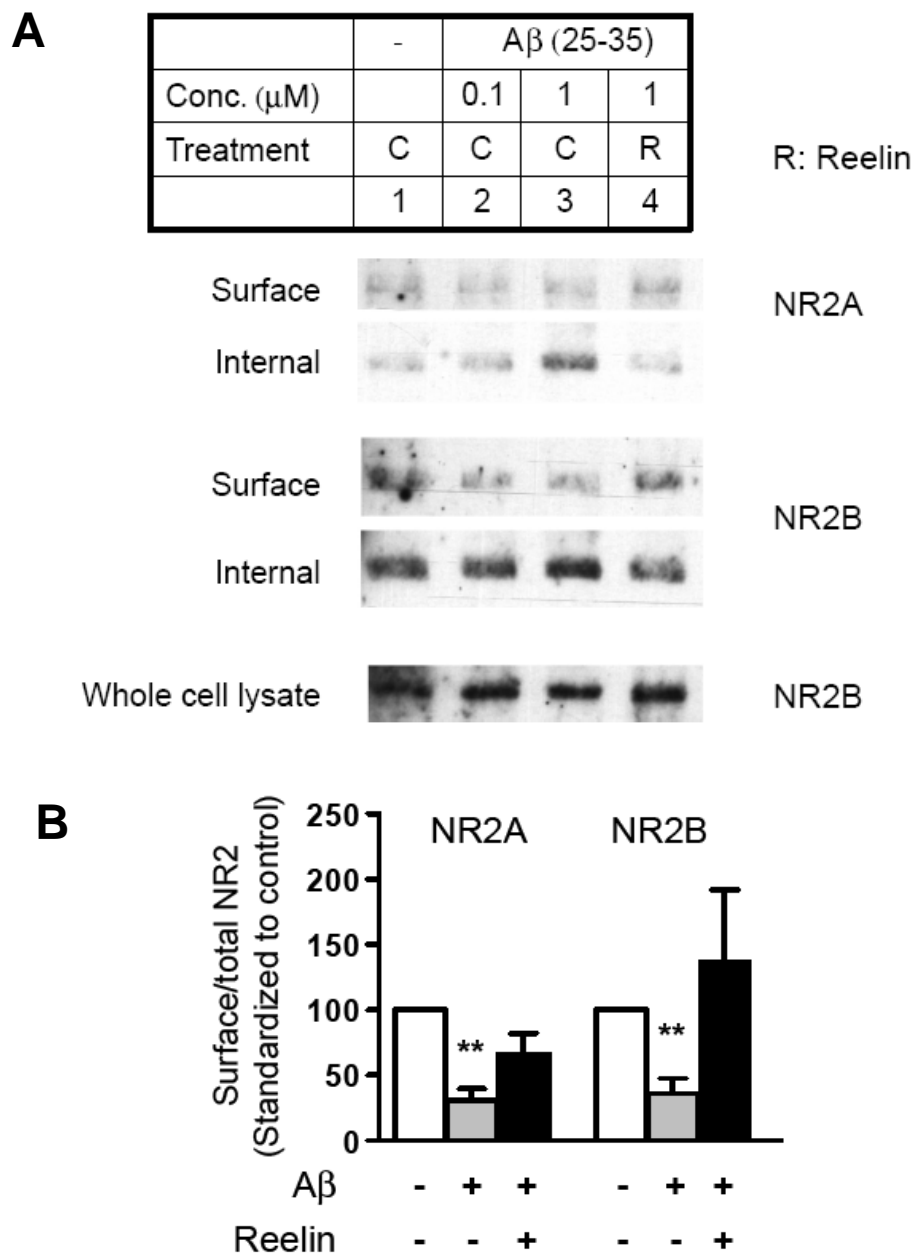 A
- Aβ (25-35)
Conc. (μM) 0.1 1 1
Treatment C C C R
1 2 3 4
R: Reelin
Surface
Internal
NR2A
Surface
Internal
NR2B
Whole cell lysate NR2B
B
Surface/total NR2
(Standardized to control)
250
200
150
100
50
0
NR2A NR2B
** **
Aβ - + + - + +
Reelin - - + - - +